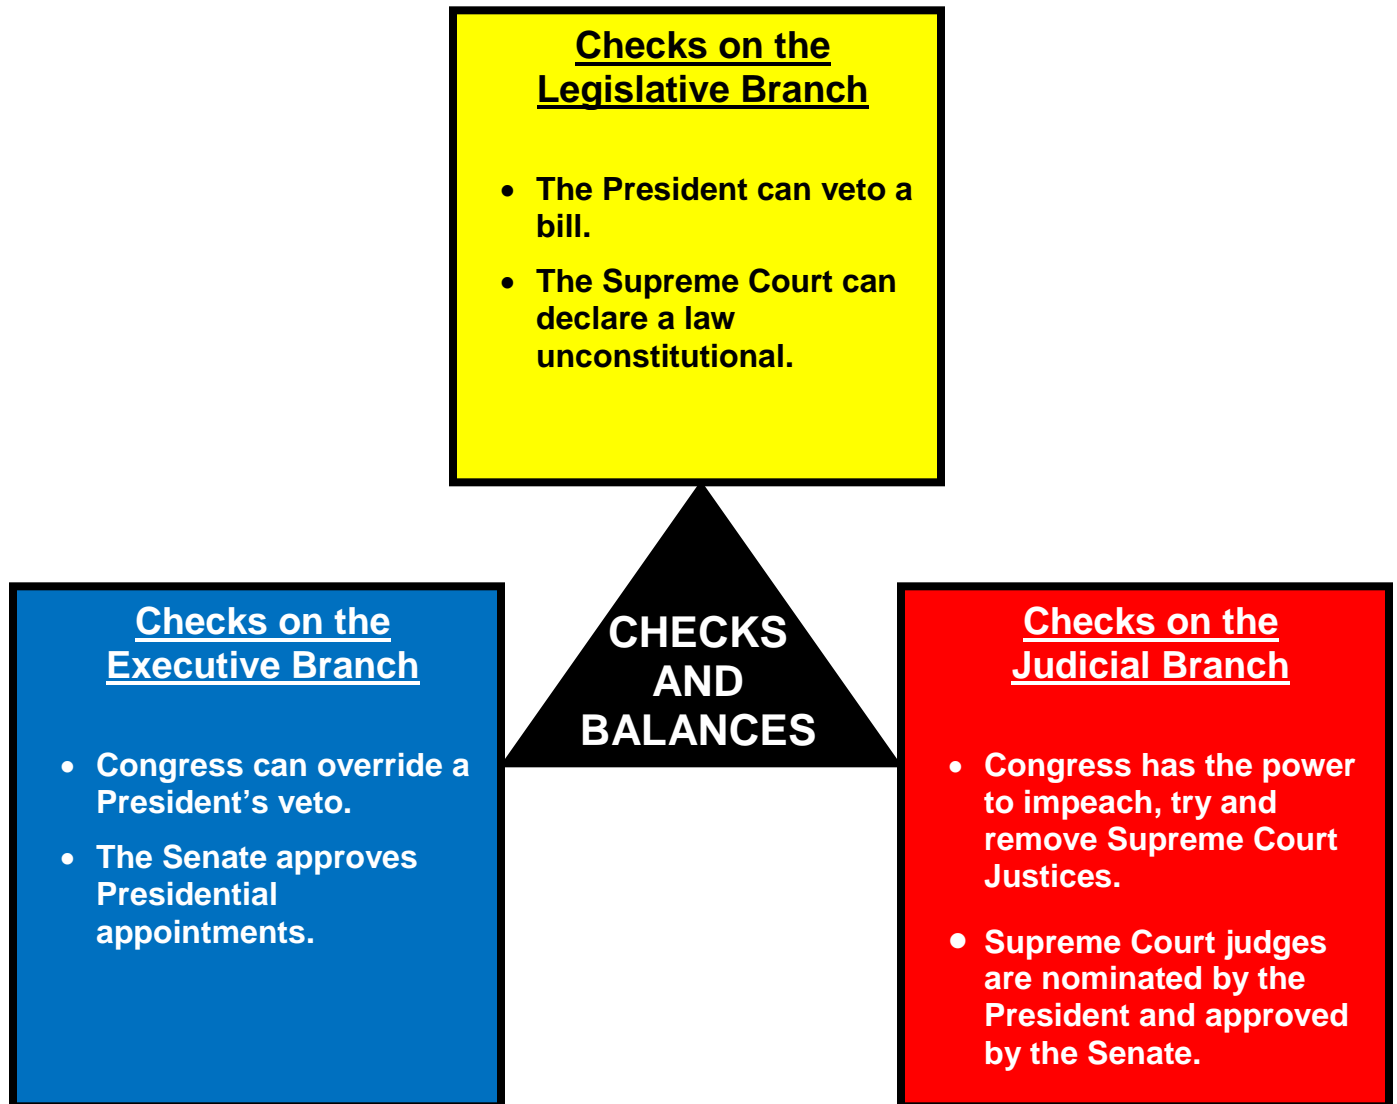 Checks on the
Legislative Branch
• The President can veto a
bill.
• The Supreme Court can
declare a law
unconstitutional.
CHECKS
AND
BALANCES
Checks on the
Executive Branch
• Congress can override a
President’s veto.
• The Senate approves
Presidential
appointments.
Checks on the
Judicial Branch
• Congress has the power
to impeach, try and
remove Supreme Court
Justices.
• Supreme Court judges
are nominated by the
President and approved
by the Senate.